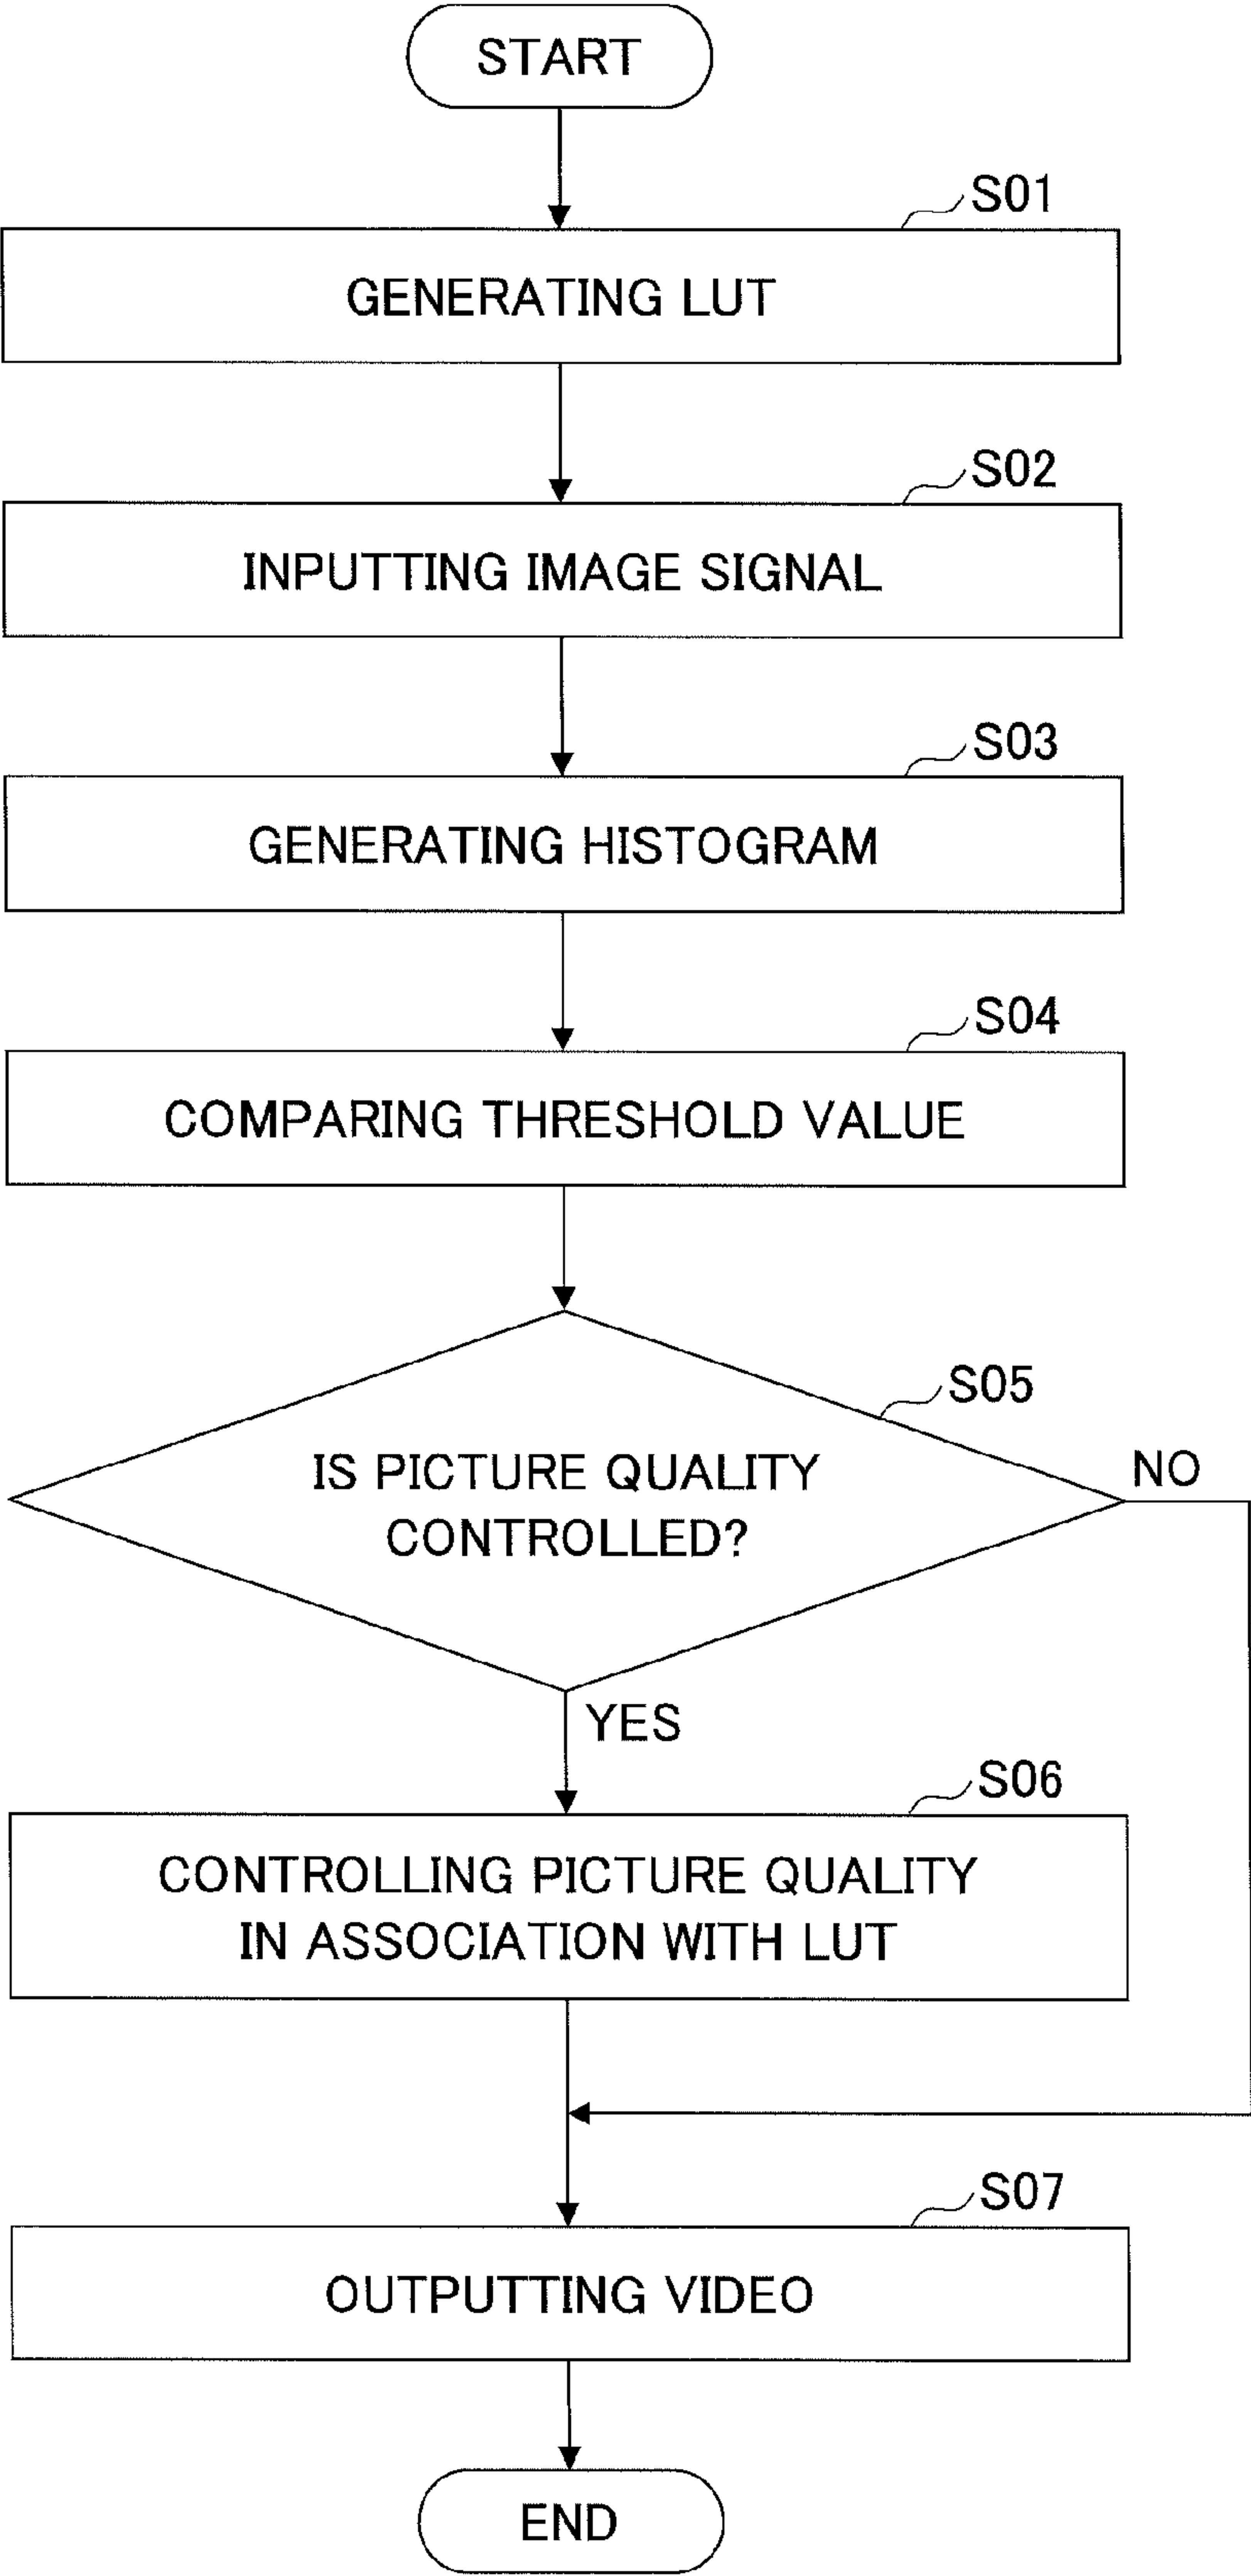 START
S01
GENERATING LUT
S02
INPUTTING IMAGE SIGNAL
S03
GENERATING HISTOGRAM
S04
COMPARING THRESHOLD VALUE
S05
IS PICTURE QUALITY
CONTROLLED?
NO
YES
S06
CONTROLLING PICTURE QUALITY
IN ASSOCIATION WITH LUT
S07
OUTPUTTING VIDEO
END